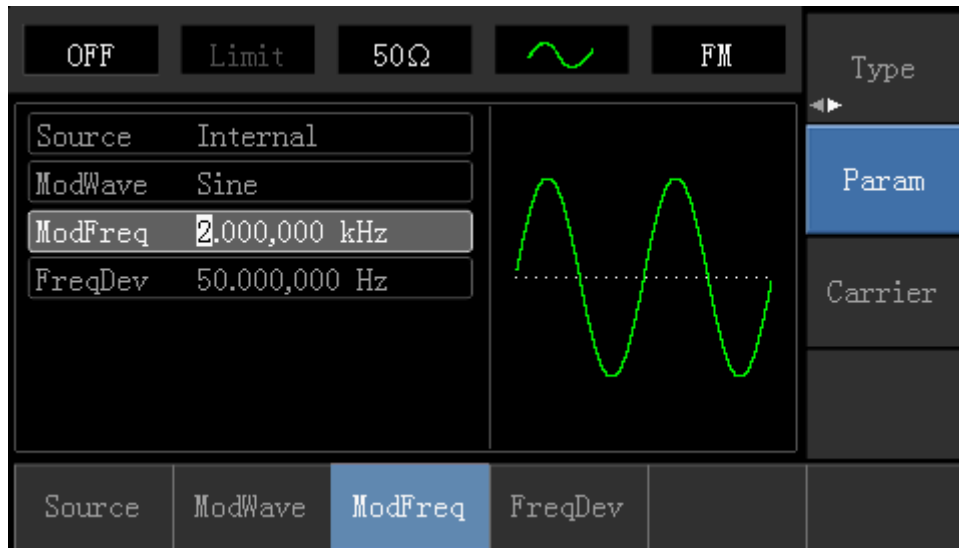 OFF Limit 50Ω FM
Type
Source Internal
ModWave Sine
Param
ModFreq 2.000,000 kHz
FreqDev 50.000,000 Hz
Carrier
Source ModWave ModFreq FreqDev